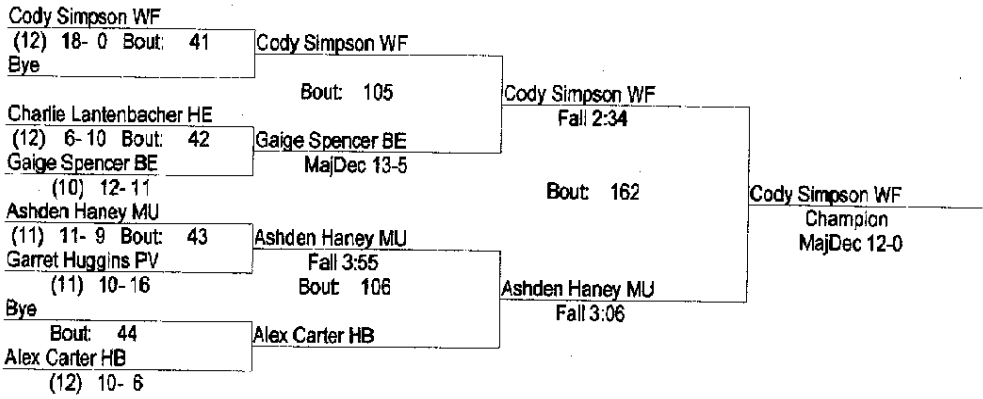 Cody Simpson WF
(12) 18- 0 Bout: 41
Bye
Cody Simpson WF
Bout: 105
Charlie Lantenbacher HE
(12) 6-10 Bout: 42
Gaige Spencer BE
(10) 12-11
Gaige Spencer BE
MajDec 13-5
Cody Simpson WF
Fall 2:34
Bout: 162
Ashden Haney MU
(11) 11- 9 Bout: 43
Garret Huggins PV
(11) 10-16
Ashden Haney MU
Fall 3:55
Bout: 106
Bye
Bout: 44
Alex Carter HB
(12) 10- 6
Alex Carter HB
Ashden Haney MU
Fall 3:06
Cody Simpson WF
Champion
MajDec 12-0